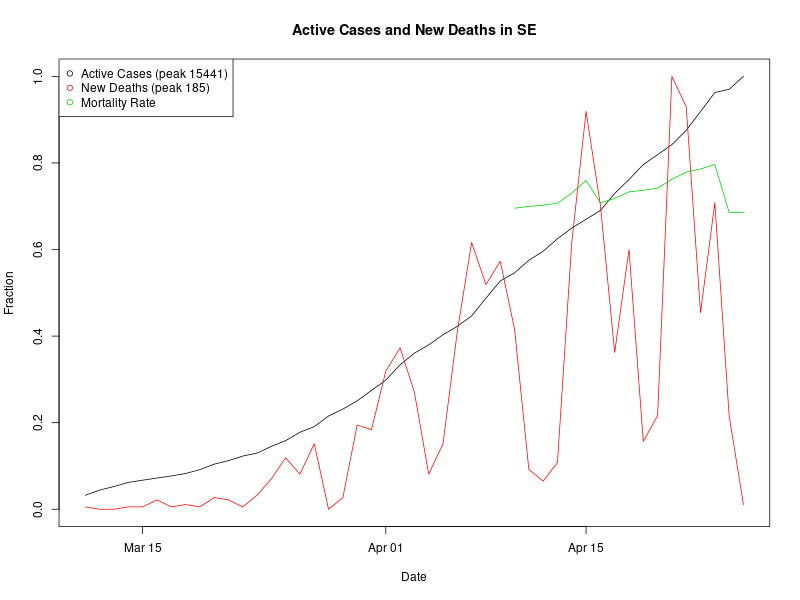 Active Cases and New Deaths in SE
Active Cases (peak 15441)
New Deaths (peak 185)
Mortality Rate
1.0
0.8
0.6
0.4
0.2
0.0
Fraction
Mar 15
Apr 01
Apr 15
Date